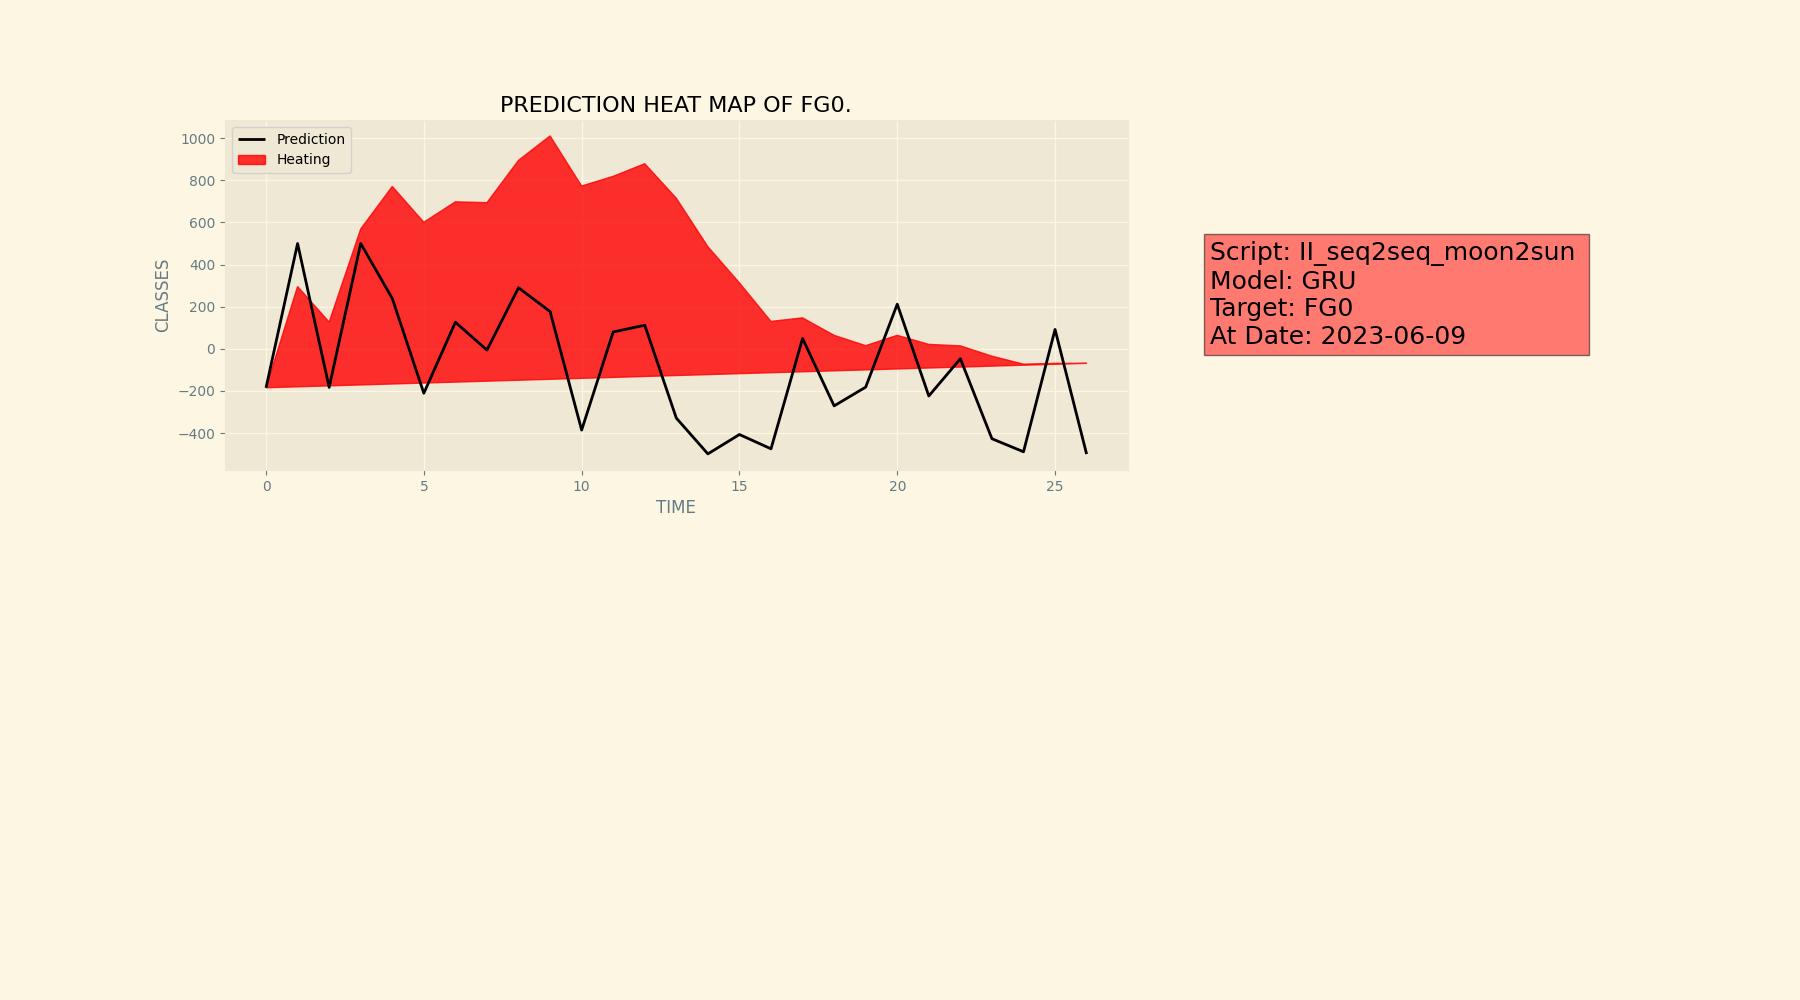 PREDICTION HEAT MAP OF FG0.
Prediction
Heating
1000
800
600
400
200
0
−200
−400
CLASSES
0 5 10 15 20 25
TIME
Script: II_seq2seq_moon2sun
Model: GRU
Target: FG0
At Date: 2023-06-09